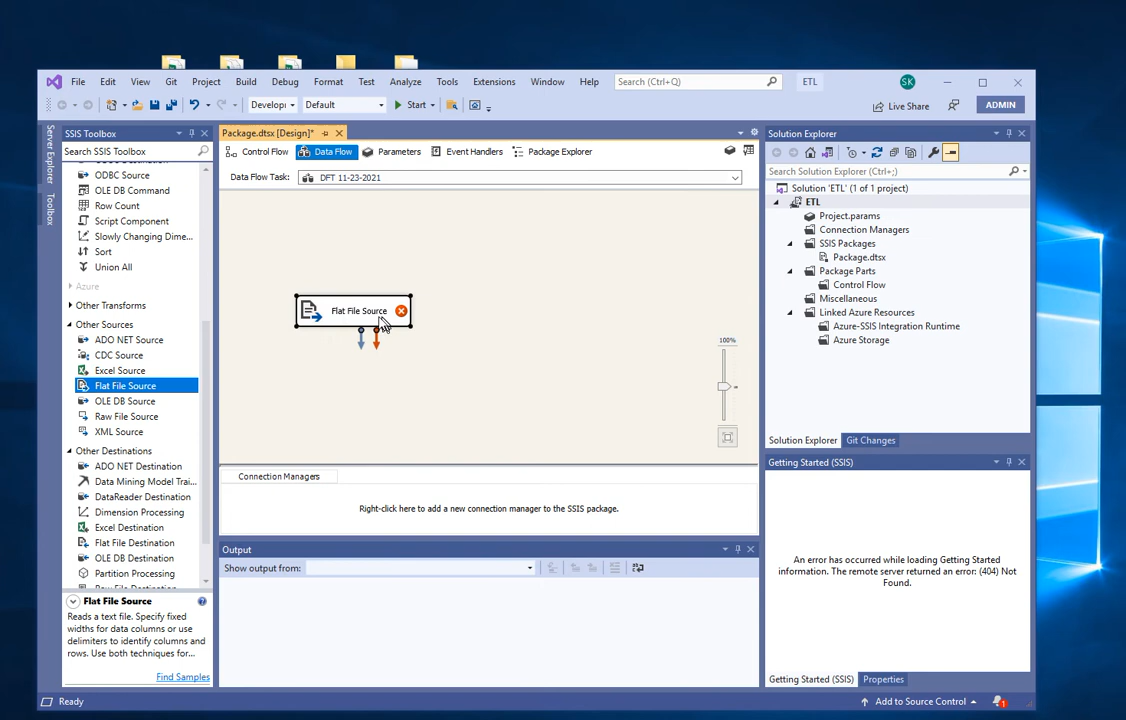 File Edit View Git Project Build Debug Format Test Analyze Tools Extensions Window Help Search (Ctrl+Q) ETL SK
Develop Default Start Live Share ADMIN
Server Explorer
Toolbox
SSIS Toolbox
Search SSIS Toolbox
ODBC Source
OLE DB Command
Row Count
Script Component
Slowly Changing Dime...
Sort
Union All
Azure
Other Transforms
Other Sources
ADO NET Source
CDC Source
Excel Source
Flat File Source
OLE DB Source
Raw File Source
XML Source
Other Destinations
ADO NET Destination
Data Mining Model Trai...
DataReader Destination
Dimension Processing
Excel Destination
Flat File Destination
OLE DB Destination
Partition Processing
Flat File Source
Reads a text file. Specify fixed
widths for data columns or use
delimiters to identify columns and
rows. Use both techniques for...
Find Samples
Package.dtsx [Design]*
Control Flow Data Flow Parameters Event Handlers Package Explorer
Data Flow Task: DFT 11-23-2021
Flat File Source
100%
Connection Managers
Right-click here to add a new connection manager to the SSIS package.
Output
Show output from:
Solution Explorer
Search Solution Explorer (Ctrl+;)
Solution 'ETL' (1 of 1 project)
ETL
Project.params
Connection Managers
SSIS Packages
Package.dtsx
Package Parts
Control Flow
Miscellaneous
Linked Azure Resources
Azure-SSIS Integration Runtime
Azure Storage
Solution Explorer Git Changes
Getting Started (SSIS)
An error has occurred while loading Getting Started
information. The remote server returned an error: (404) Not
Found.
Getting Started (SSIS) Properties
Ready Add to Source Control 1